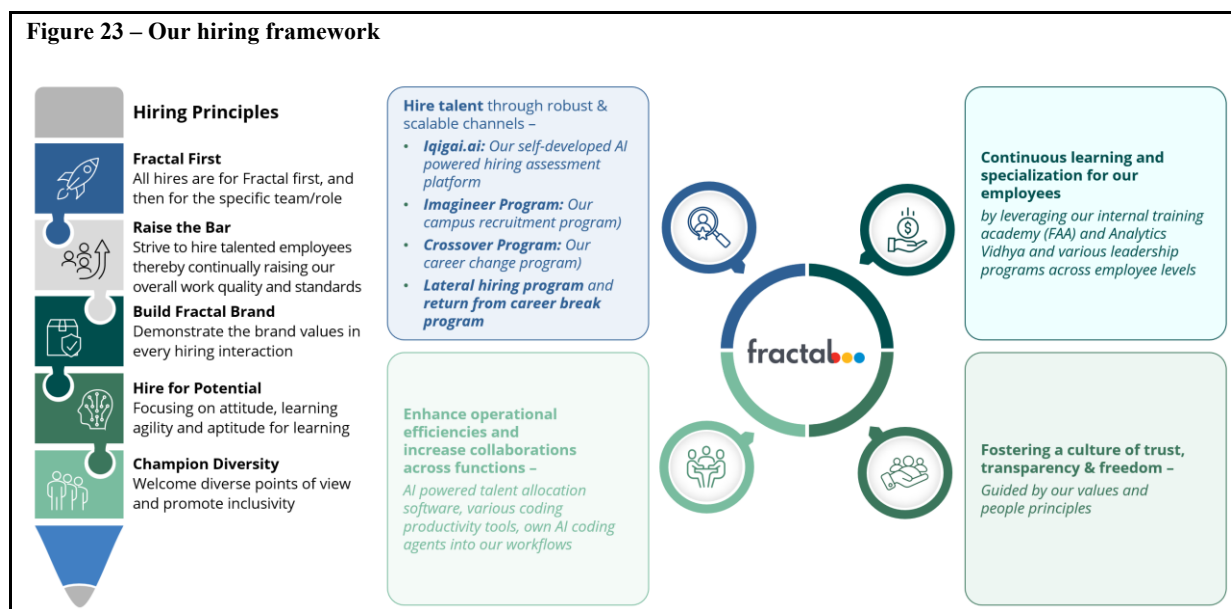 Figure 23 – Our hiring framework
Hiring Principles
Fractal First
All hires are for Fractal first, and
then for the specific team/role
Raise the Bar
Strive to hire talented employees
thereby continually raising our
overall work quality and standards
Build Fractal Brand
Demonstrate the brand values in
every hiring interaction
Hire for Potential
Focusing on attitude, learning
agility and aptitude for learning
Champion Diversity
Welcome diverse points of view
and promote inclusivity
Hire talent through robust &
scalable channels –
• Iqigai.ai: Our self-developed AI
powered hiring assessment
platform
• Imagineer Program: Our
campus recruitment program)
• Crossover Program: Our
career change program)
• Lateral hiring program and
return from career break
program
Enhance operational
efficiencies and
increase collaborations
across functions –
AI powered talent allocation
software, various coding
productivity tools, own AI coding
agents into our workflows
$
fractal
Continuous learning and
specialization for our
employees
by leveraging our internal training
academy (FAA) and Analytics
Vidhya and various leadership
programs across employee levels
Fostering a culture of trust,
transparency & freedom –
Guided by our values and
people principles